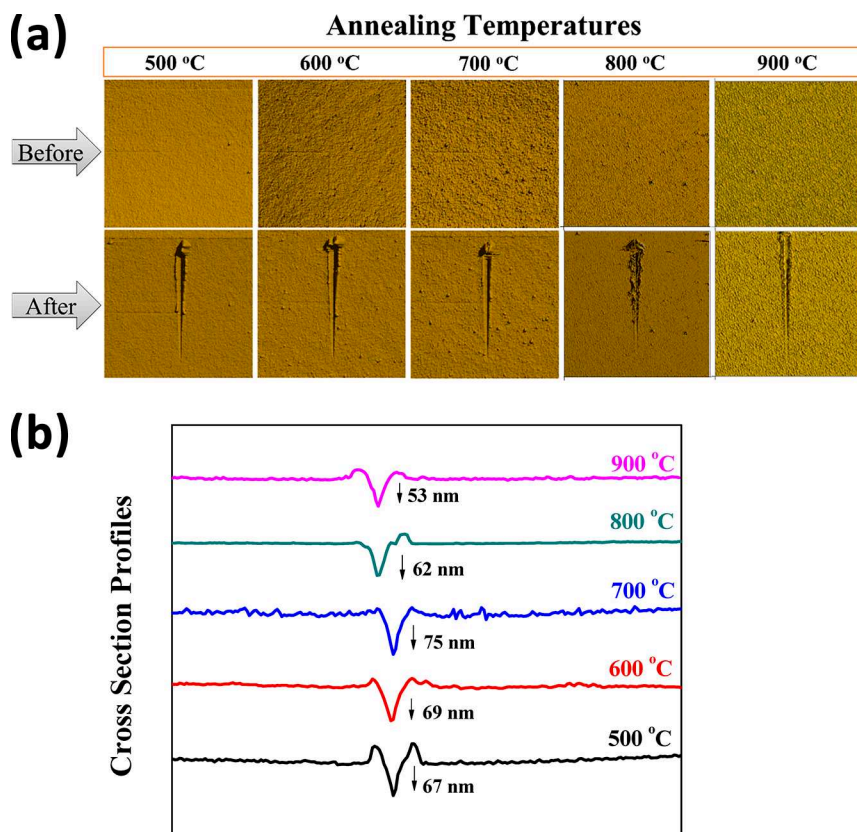 (a)
Annealing Temperatures
500 °C 600 °C 700 °C 800 °C 900 °C
Before
After
(b)
Cross Section Profiles
900 °C
53 nm
800 °C
62 nm
700 °C
75 nm
600 °C
69 nm
500 °C
67 nm